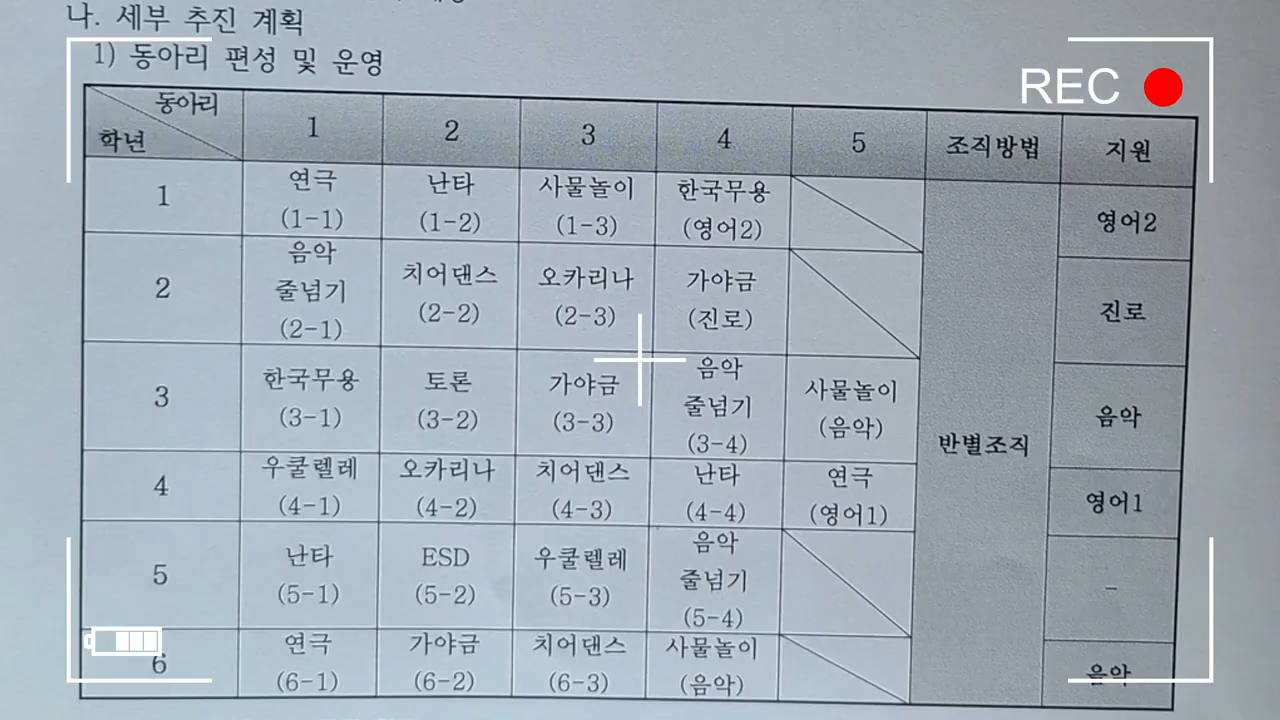 나. 세부 추진 계획
1) 동아리 편성 및 운영
REC
동아리
학년 1 2 3 4 5 조직방법 지원
1 연극 난타 사물놀이 한국무용 영어2
(1-1) (1-2) (1-3) (영어2)
음악
2 줄넘기 치어댄스 오카리나 가야금 진로
(2-1) (2-2) (2-3) (진로)
음악
3 한국무용 토론 가야금 줄넘기 사물놀이 음악
(3-1) (3-2) (3-3) (3-4) (음악)
반별조직
4 우쿨렐레 오카리나 치어댄스 난타 연극 영어1
(4-1) (4-2) (4-3) (4-4) (영어1)
음악
5 난타 ESD 우쿨렐레 줄넘기 -
(5-1) (5-2) (5-3) (5-4)
6 연극 가야금 치어댄스 사물놀이 음악
(6-1) (6-2) (6-3) (음악)